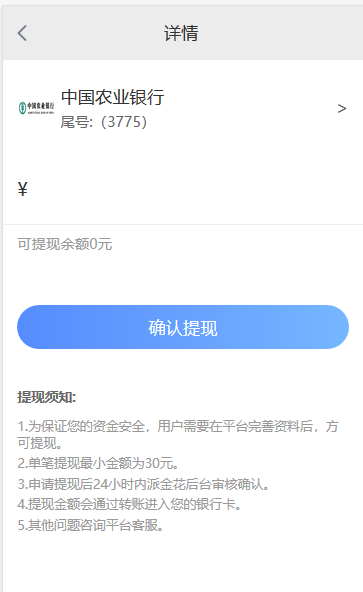 详情
中国农业银行
中国农业银行
尾号:（3775）
>
¥
可提现余额0元
确认提现
提现须知:
1.为保证您的资金安全，用户需要在平台完善资料后，方
可提现。
2.单笔提现最小金额为30元。
3.申请提现后24小时内派金花后台审核确认。
4.提现金额会通过转账进入您的银行卡。
5.其他问题咨询平台客服。